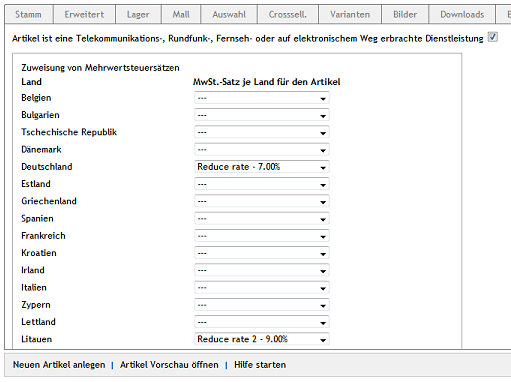 Stamm Erweitert Lager Mall Auswahl Crosssell. Varianten Bilder Downloads
Artikel ist eine Telekommunikations-, Rundfunk-, Fernseh- oder auf elektronischem Weg erbrachte Dienstleistung
Zuweisung von Mehrwertsteuersätzen
Land MwSt.-Satz je Land für den Artikel
Belgien ---
Bulgarien ---
Tschechische Republik ---
Dänemark ---
Deutschland Reduce rate - 7.00%
Estland ---
Griechenland ---
Spanien ---
Frankreich ---
Kroatien ---
Irland ---
Italien ---
Zypern ---
Lettland ---
Litauen Reduce rate 2 - 9.00%
Neuen Artikel anlegen | Artikel Vorschau öffnen | Hilfe starten